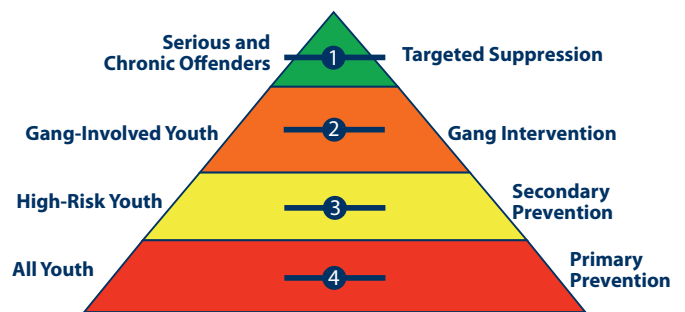 Serious and
Chronic Offenders
1
Targeted Suppression
Gang-Involved Youth
2
Gang Intervention
High-Risk Youth
3
Secondary
Prevention
All Youth
4
Primary
Prevention